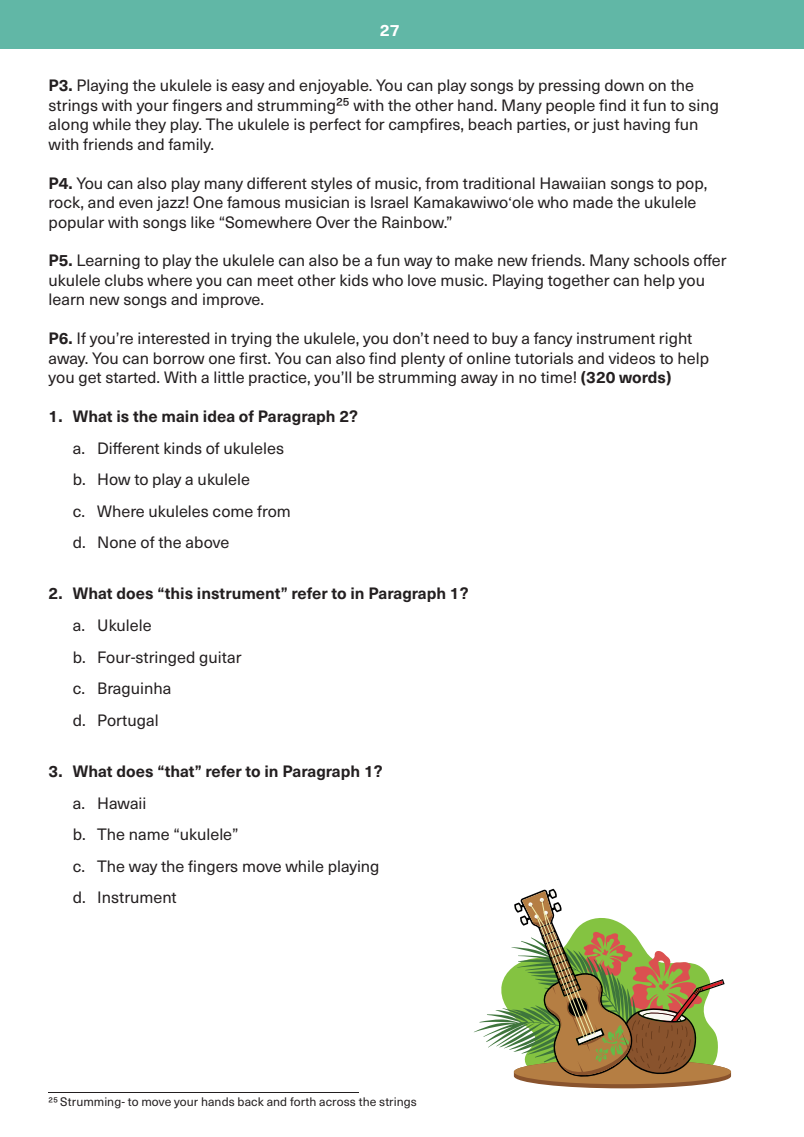 27
P3. Playing the ukulele is easy and enjoyable. You can play songs by pressing down on the
strings with your fingers and strumming²⁵ with the other hand. Many people find it fun to sing
along while they play. The ukulele is perfect for campfires, beach parties, or just having fun
with friends and family.
P4. You can also play many different styles of music, from traditional Hawaiian songs to pop,
rock, and even jazz! One famous musician is Israel Kamakawiwoʻole who made the ukulele
popular with songs like “Somewhere Over the Rainbow.”
P5. Learning to play the ukulele can also be a fun way to make new friends. Many schools offer
ukulele clubs where you can meet other kids who love music. Playing together can help you
learn new songs and improve.
P6. If you’re interested in trying the ukulele, you don’t need to buy a fancy instrument right
away. You can borrow one first. You can also find plenty of online tutorials and videos to help
you get started. With a little practice, you’ll be strumming away in no time! (320 words)
1. What is the main idea of Paragraph 2?
a. Different kinds of ukuleles
b. How to play a ukulele
c. Where ukuleles come from
d. None of the above
2. What does “this instrument” refer to in Paragraph 1?
a. Ukulele
b. Four-stringed guitar
c. Braguinha
d. Portugal
3. What does “that” refer to in Paragraph 1?
a. Hawaii
b. The name “ukulele”
c. The way the fingers move while playing
d. Instrument
²⁵ Strumming- to move your hands back and forth across the strings